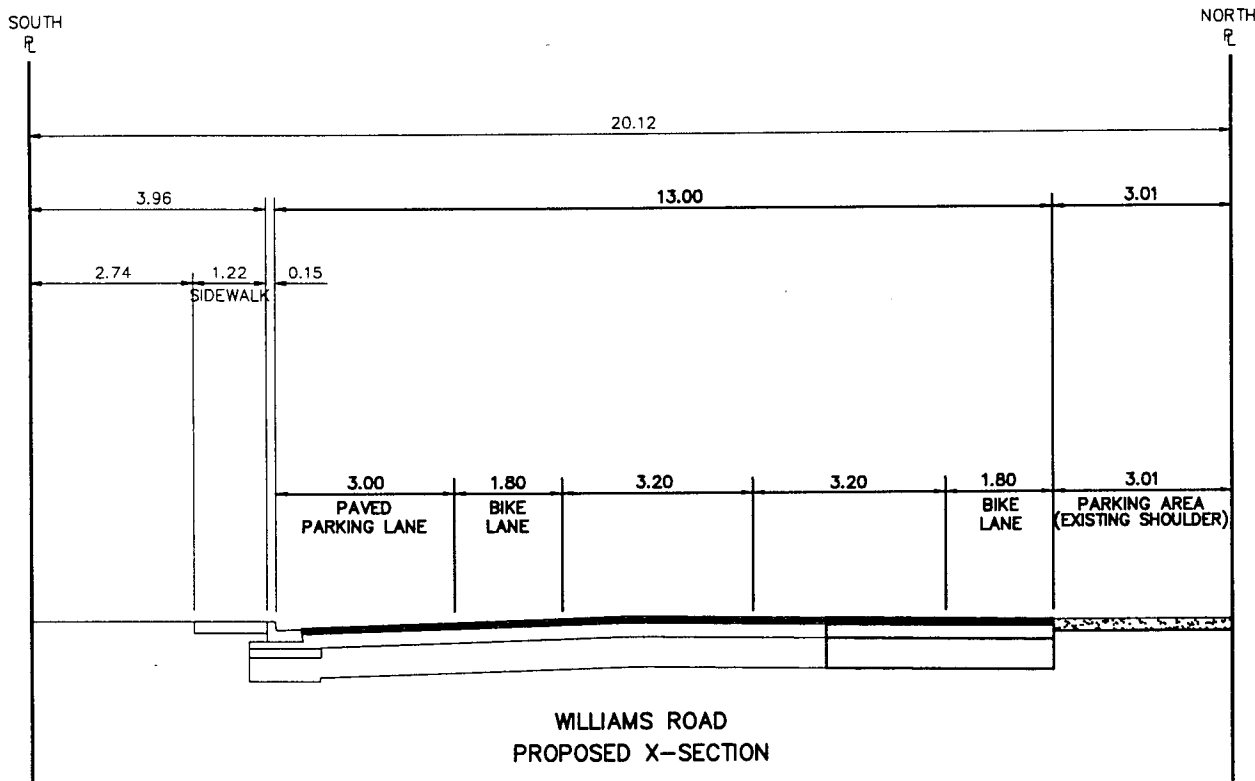 SOUTH
NORTH
℄
℄
20.12
3.96
13.00
3.01
2.74
1.22
0.15
SIDEWALK
3.00
1.80
3.20
3.20
1.80
3.01
PAVED
PARKING LANE
BIKE
LANE
BIKE
LANE
PARKING AREA
(EXISTING SHOULDER)
WILLIAMS ROAD
PROPOSED X-SECTION